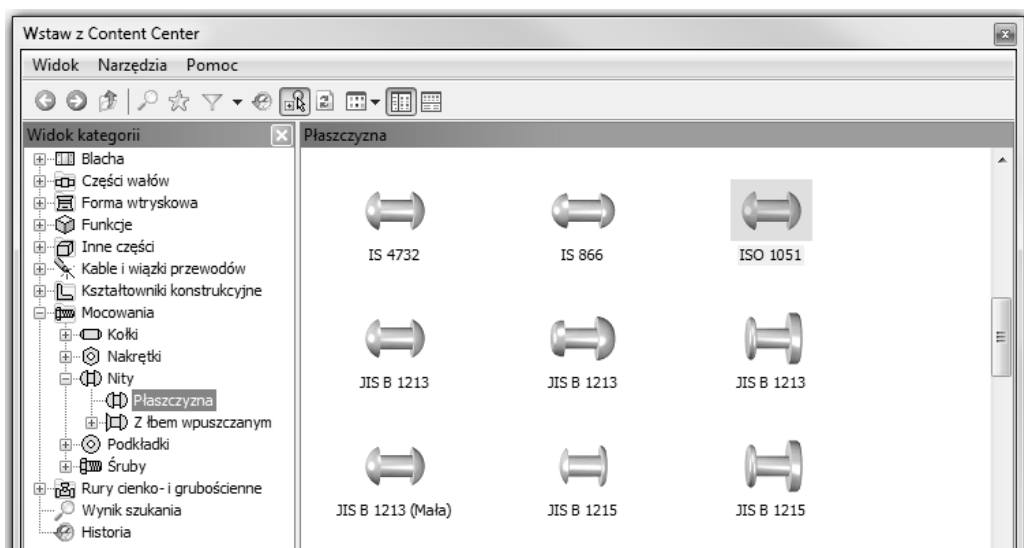 Wstaw z Content Center
Widok Narzędzia Pomoc
Widok kategorii
Płaszczyzna
Blacha
Części wałów
Forma wtryskowa
Funkcje
Inne części
Kable i wiązki przewodów
Kształtowniki konstrukcyjne
Mocowania
Kołki
Nakrętki
Nity
Płaszczyzna
Z łbem wpuszczanym
Podkładki
Śruby
Rury cienko- i grubościenne
Wynik szukania
Historia
IS 4732 IS 866 ISO 1051
JIS B 1213 JIS B 1213 JIS B 1213
JIS B 1213 (Mała) JIS B 1215 JIS B 1215